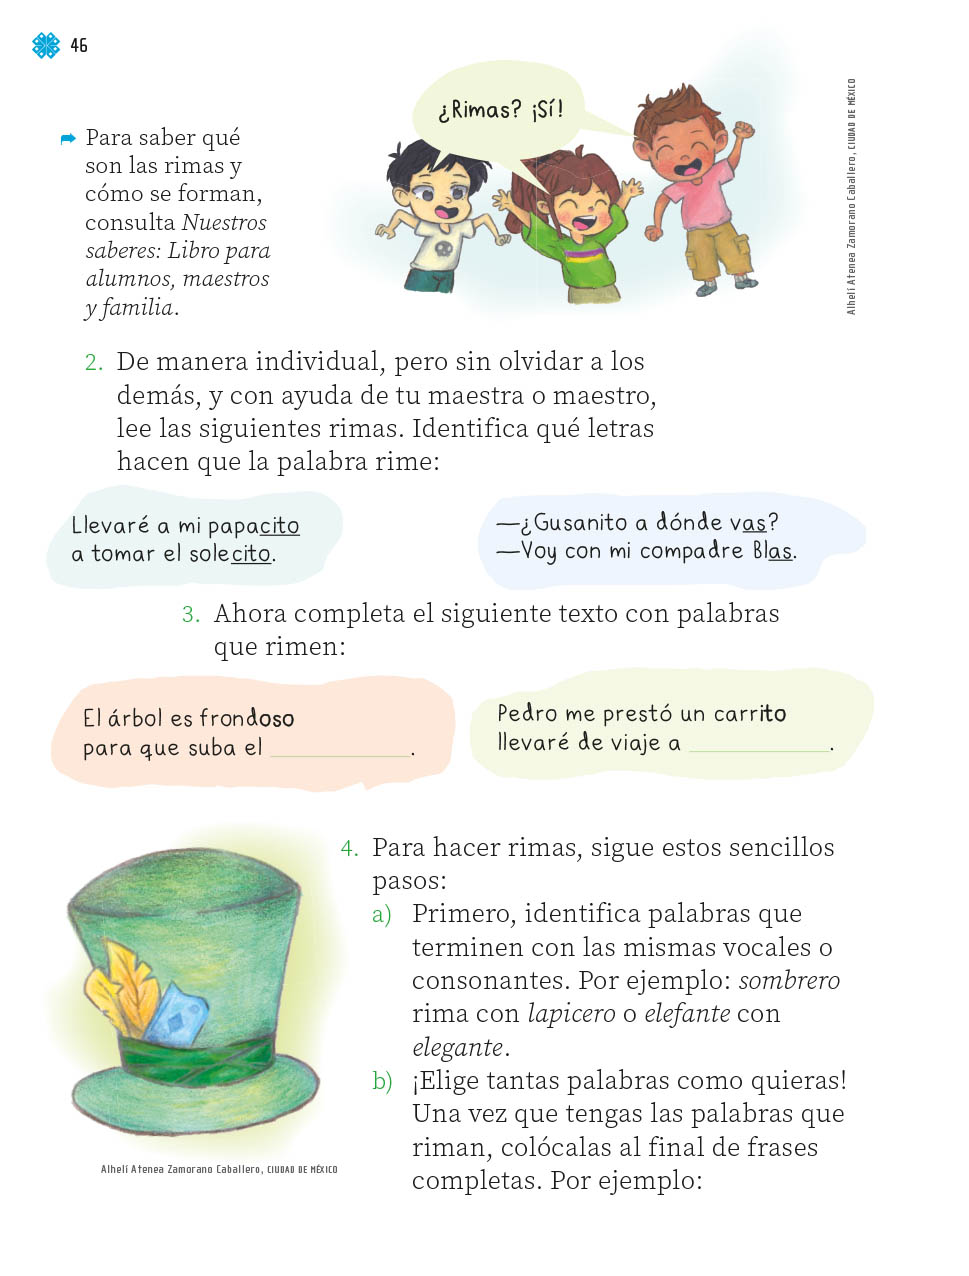 46
¿Rimas? ¡Sí!
Para saber qué
son las rimas y
cómo se forman,
consulta Nuestros
saberes: Libro para
alumnos, maestros
y familia.
Alhelí Atenea Zamorano Caballero, CIUDAD DE MÉXICO
2. De manera individual, pero sin olvidar a los
demás, y con ayuda de tu maestra o maestro,
lee las siguientes rimas. Identifica qué letras
hacen que la palabra rime:
Llevaré a mi papacito
a tomar el solecito.
—¿Gusanito a dónde vas?
—Voy con mi compadre Blas.
3. Ahora completa el siguiente texto con palabras
que rimen:
El árbol es frondoso
para que suba el ____________.
Pedro me prestó un carrito
llevaré de viaje a ____________.
4. Para hacer rimas, sigue estos sencillos
pasos:
a) Primero, identifica palabras que
terminen con las mismas vocales o
consonantes. Por ejemplo: sombrero
rima con lapicero o elefante con
elegante.
b) ¡Elige tantas palabras como quieras!
Una vez que tengas las palabras que
riman, colócalas al final de frases
completas. Por ejemplo:
Alhelí Atenea Zamorano Caballero, CIUDAD DE MÉXICO